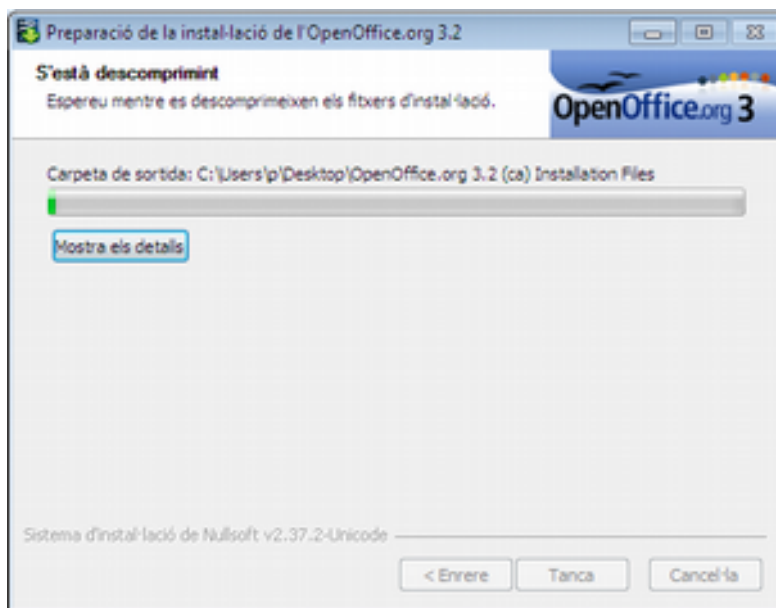 Preparació de la instal·lació de l'OpenOffice.org 3.2
S'està descomprimint
Espereu mentre es descomprimeixen els fitxers d'instal·lació.
OpenOffice.org 3
Carpeta de sortida: C:\Users\p\Desktop\OpenOffice.org 3.2 (ca) Installation Files
Mostra els detalls
Sistema d'instal·lació de Nullsoft v2.37.2-Unicode
< Enrere
Tanca
Cancel·la